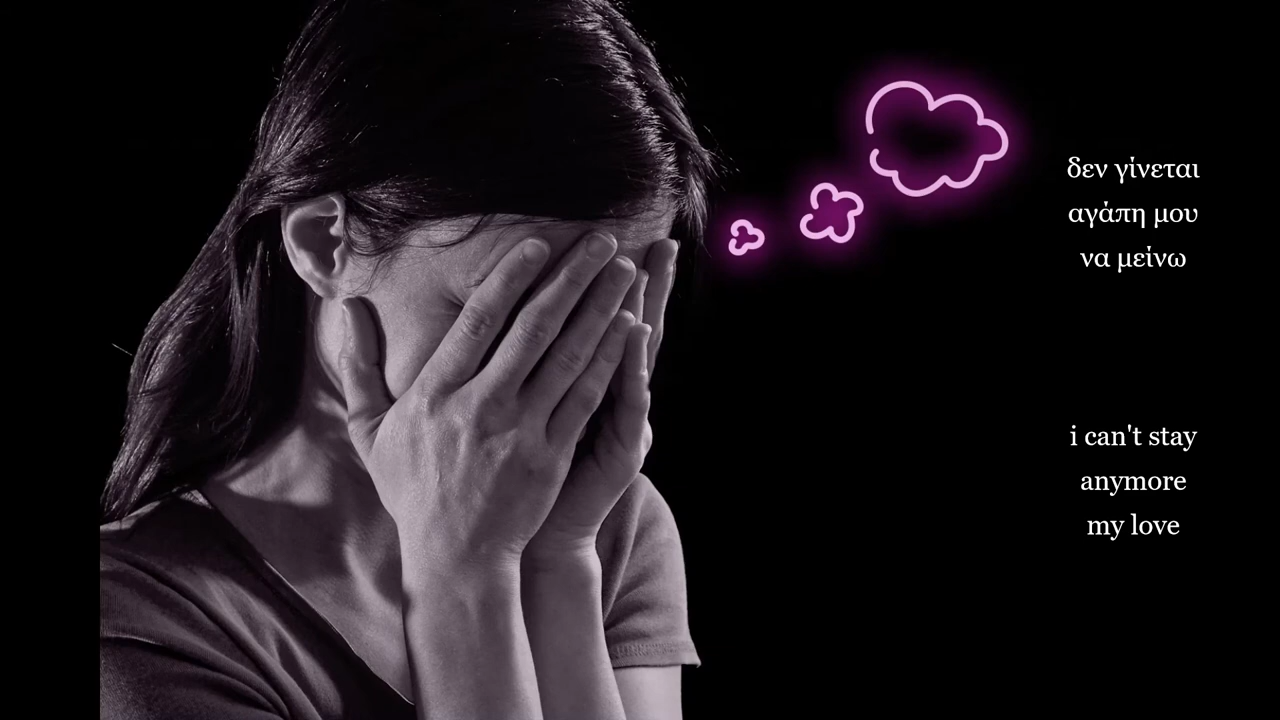 δεν γίνεται
αγάπη μου
να μείνω
i can't stay
anymore
my love